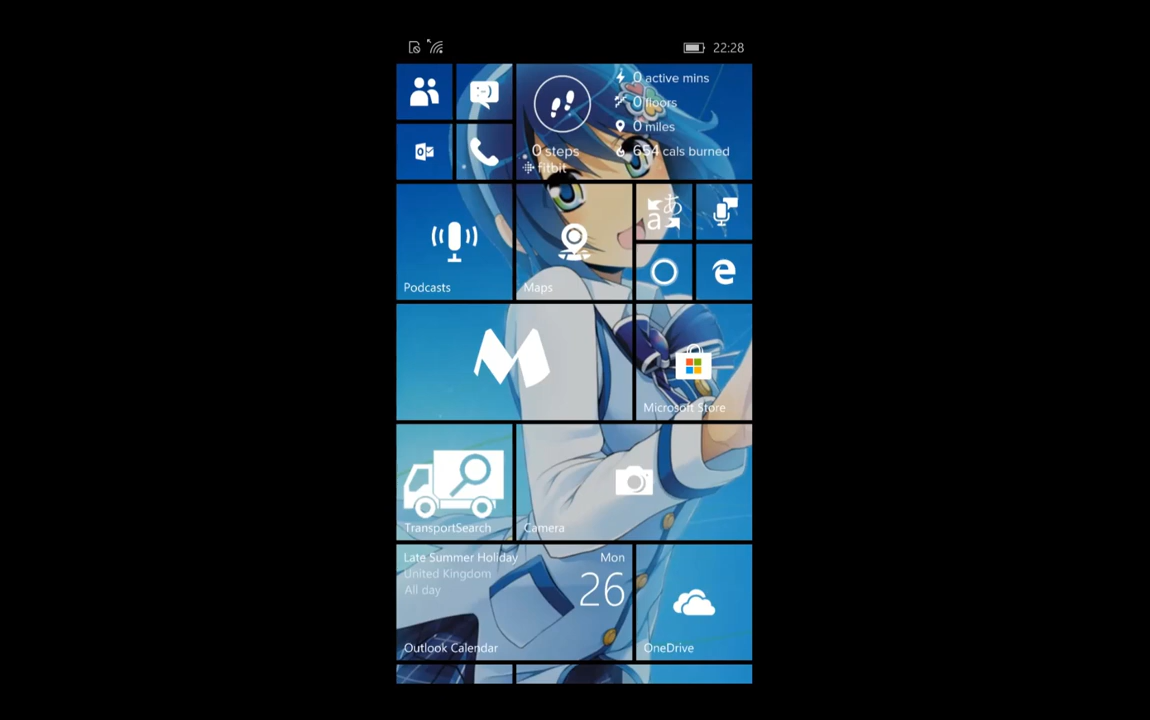 22:28
0 active mins
0 floors
0 miles
654 cals burned
0 steps
fitbit
Podcasts
Maps
a あ
Microsoft Store
TransportSearch
Camera
Late Summer Holiday
United Kingdom
All day
Mon
26
Outlook Calendar
OneDrive